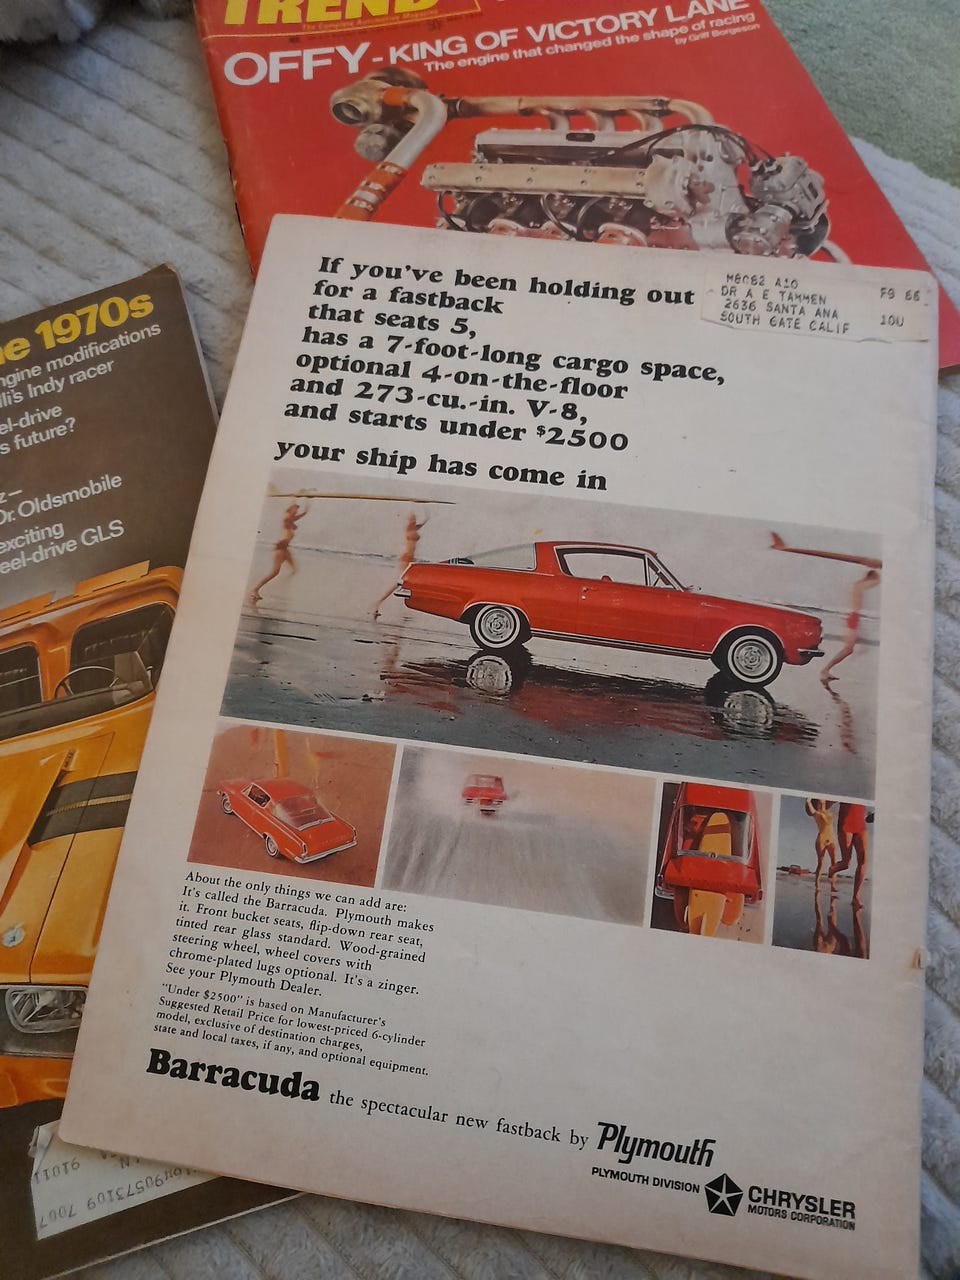 TREND
OFFY - KING OF VICTORY LANE
The engine that changed the shape of racing
by Griff Borgeson
1970s
engine modifications
Indy racer
future?
Dr. Oldsmobile
exciting
GLS
If you've been holding out
for a fastback
that seats 5,
has a 7-foot-long cargo space,
optional 4-on-the-floor
and 273-cu.-in. V-8,
and starts under $2500
your ship has come in
M8082 A10 F9 66
DR A E TAMMEN
2636 SANTA ANA 10U
SOUTH GATE CALIF
About the only things we can add are:
It's called the Barracuda. Plymouth makes
it. Front bucket seats, flip-down rear seat,
tinted rear glass standard. Wood-grained
steering wheel, wheel covers with
chrome-plated lugs optional. It's a zinger.
See your Plymouth Dealer.
"Under $2500" is based on Manufacturer's
Suggested Retail Price for lowest-priced 6-cylinder
model, exclusive of destination charges,
state and local taxes, if any, and optional equipment.
Barracuda the spectacular new fastback by Plymouth
PLYMOUTH DIVISION CHRYSLER
MOTORS CORPORATION
91011
7007